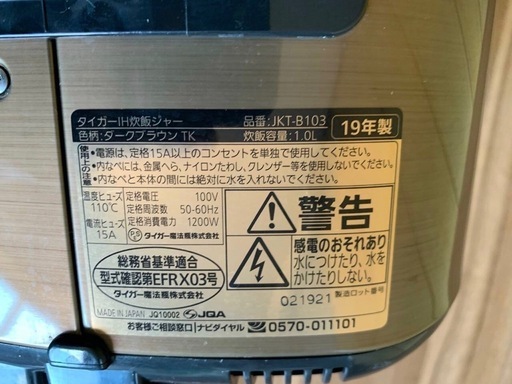 タイガーIH炊飯ジャー 品番:JKT-B103
色柄:ダークブラウン TK 炊飯容量:1.0L 19年製
使用上の注意
•電源は、定格15A以上のコンセントを単独で使用してください。
•内なべには、金属へら、ナイロンたわし、クレンザー等を使用しないでください。
•内なべと本体の間には絶対に水を入れないでください。
温度ヒューズ 110℃
電流ヒューズ 15A
定格電圧 100V
定格周波数 50-60Hz
定格消費電力 1200W
PS タイガー魔法瓶株式会社
総務省基準適合
型式確認第EFRX03号
タイガー魔法瓶株式会社
警告
感電のおそれあり
水につけたり、水を
かけたりしない。
021921 製造ロット番号
MADE IN JAPAN JQ10002 JQA
お客様ご相談窓口 ナビダイヤル 0570-011101